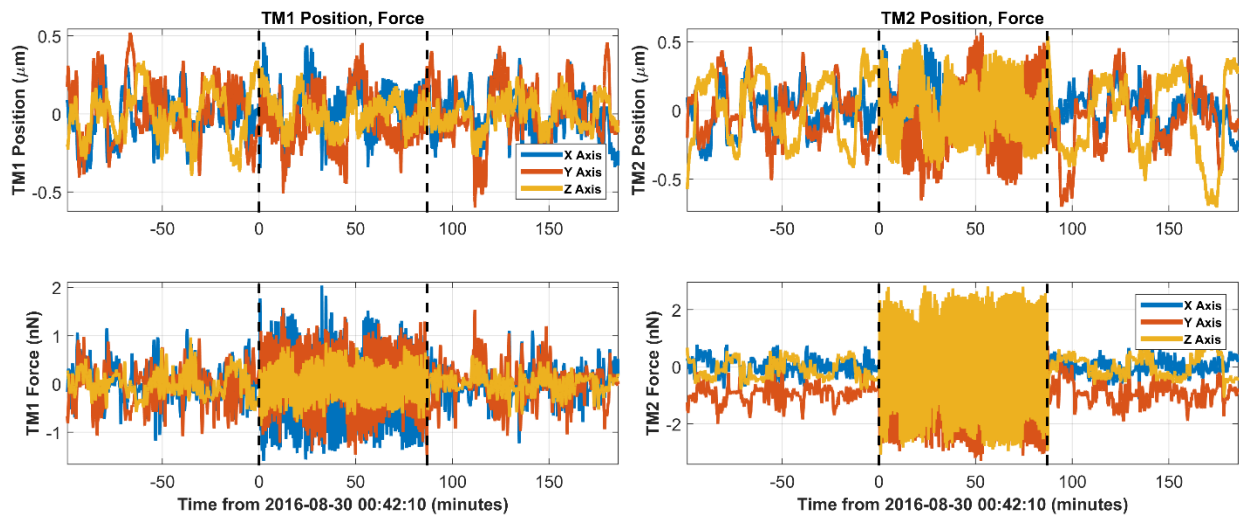 TM1 Position, Force
TM1 Position (μm)
0.5
0
-0.5
-50
0
50
100
150
X Axis
Y Axis
Z Axis
TM2 Position, Force
TM2 Position (μm)
0.5
0
-0.5
-50
0
50
100
150
TM1 Force (nN)
2
1
0
-1
-50
0
50
100
150
Time from 2016-08-30 00:42:10 (minutes)
TM2 Force (nN)
2
0
-2
-50
0
50
100
150
X Axis
Y Axis
Z Axis
Time from 2016-08-30 00:42:10 (minutes)